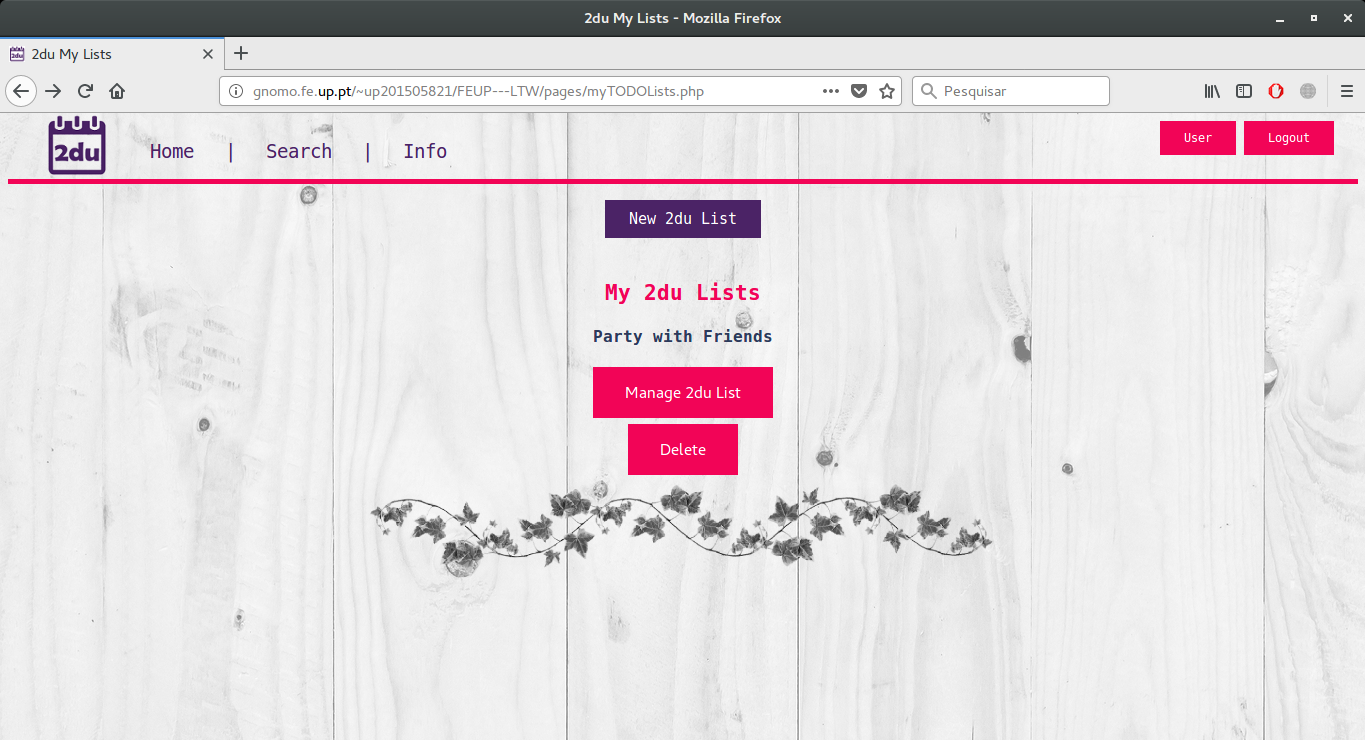 2du My Lists - Mozilla Firefox
2du My Lists
gnomo.fe.up.pt/~up201505821/FEUP---LTW/pages/myTODOLists.php
Pesquisar
2du
Home | Search | Info
User
Logout
New 2du List
My 2du Lists
Party with Friends
Manage 2du List
Delete